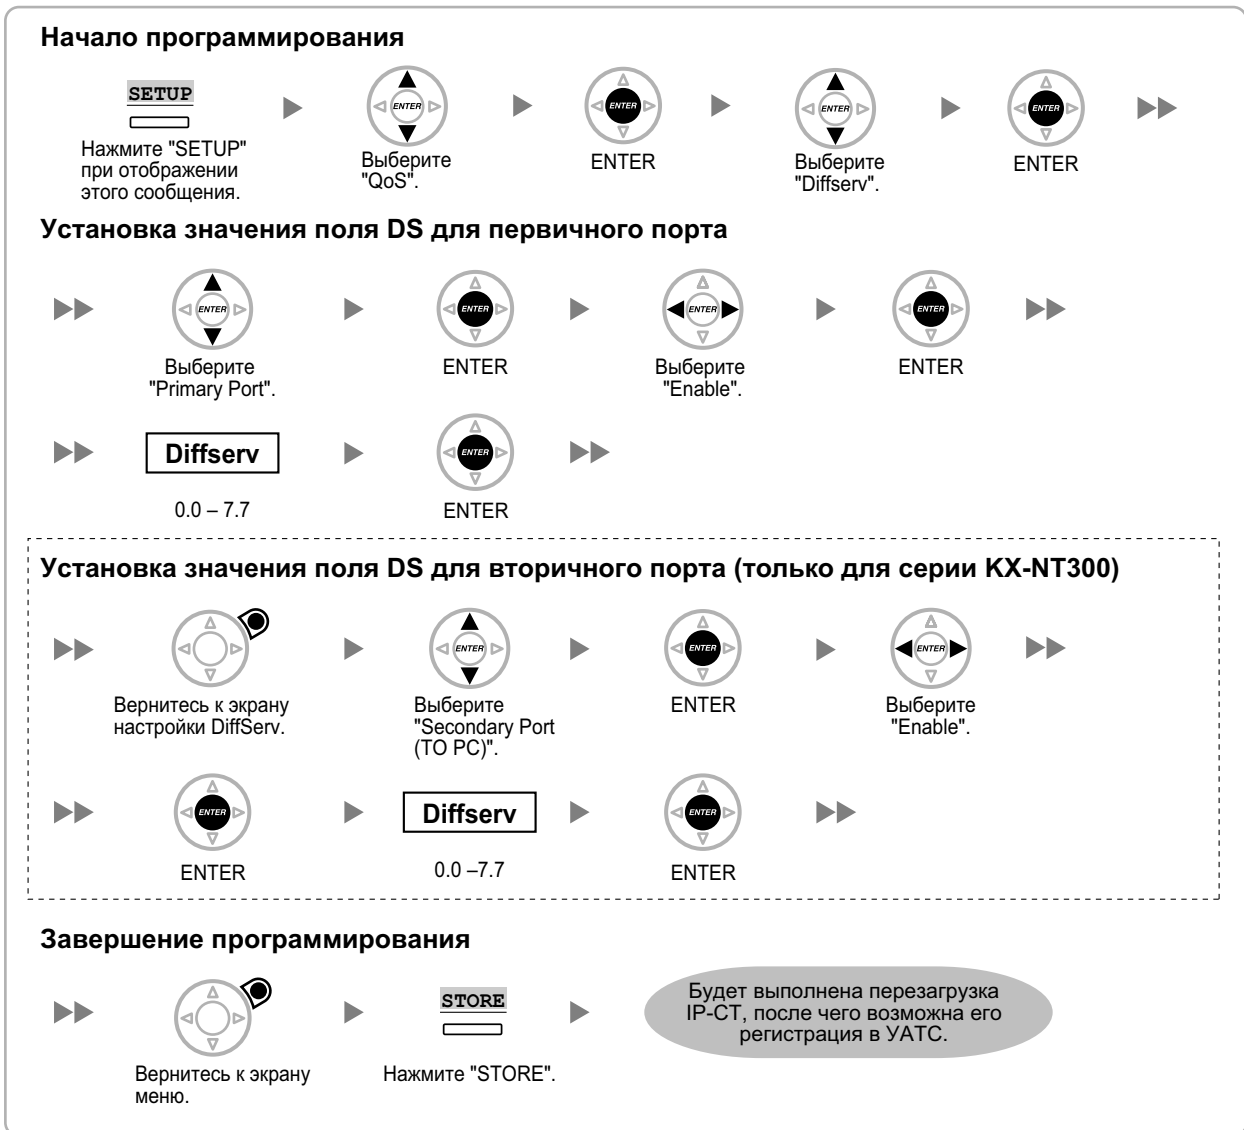 Начало программирования
SETUP
Нажмите "SETUP"
при отображении
этого сообщения.
ENTER
Выберите
"QoS".
ENTER
ENTER
ENTER
Выберите
"Diffserv".
ENTER
ENTER
Установка значения поля DS для первичного порта
ENTER
Выберите
"Primary Port".
ENTER
ENTER
ENTER
Выберите
"Enable".
ENTER
ENTER
Diffserv
0.0 – 7.7
ENTER
ENTER
Установка значения поля DS для вторичного порта (только для серии KX-NT300)
Вернитесь к экрану
настройки DiffServ.
ENTER
Выберите
"Secondary Port
(TO PC)".
ENTER
ENTER
ENTER
Выберите
"Enable".
ENTER
ENTER
Diffserv
0.0 –7.7
ENTER
ENTER
Завершение программирования
Вернитесь к экрану
меню.
STORE
Нажмите "STORE".
Будет выполнена перезагрузка
IP-СТ, после чего возможна его
регистрация в УАТС.